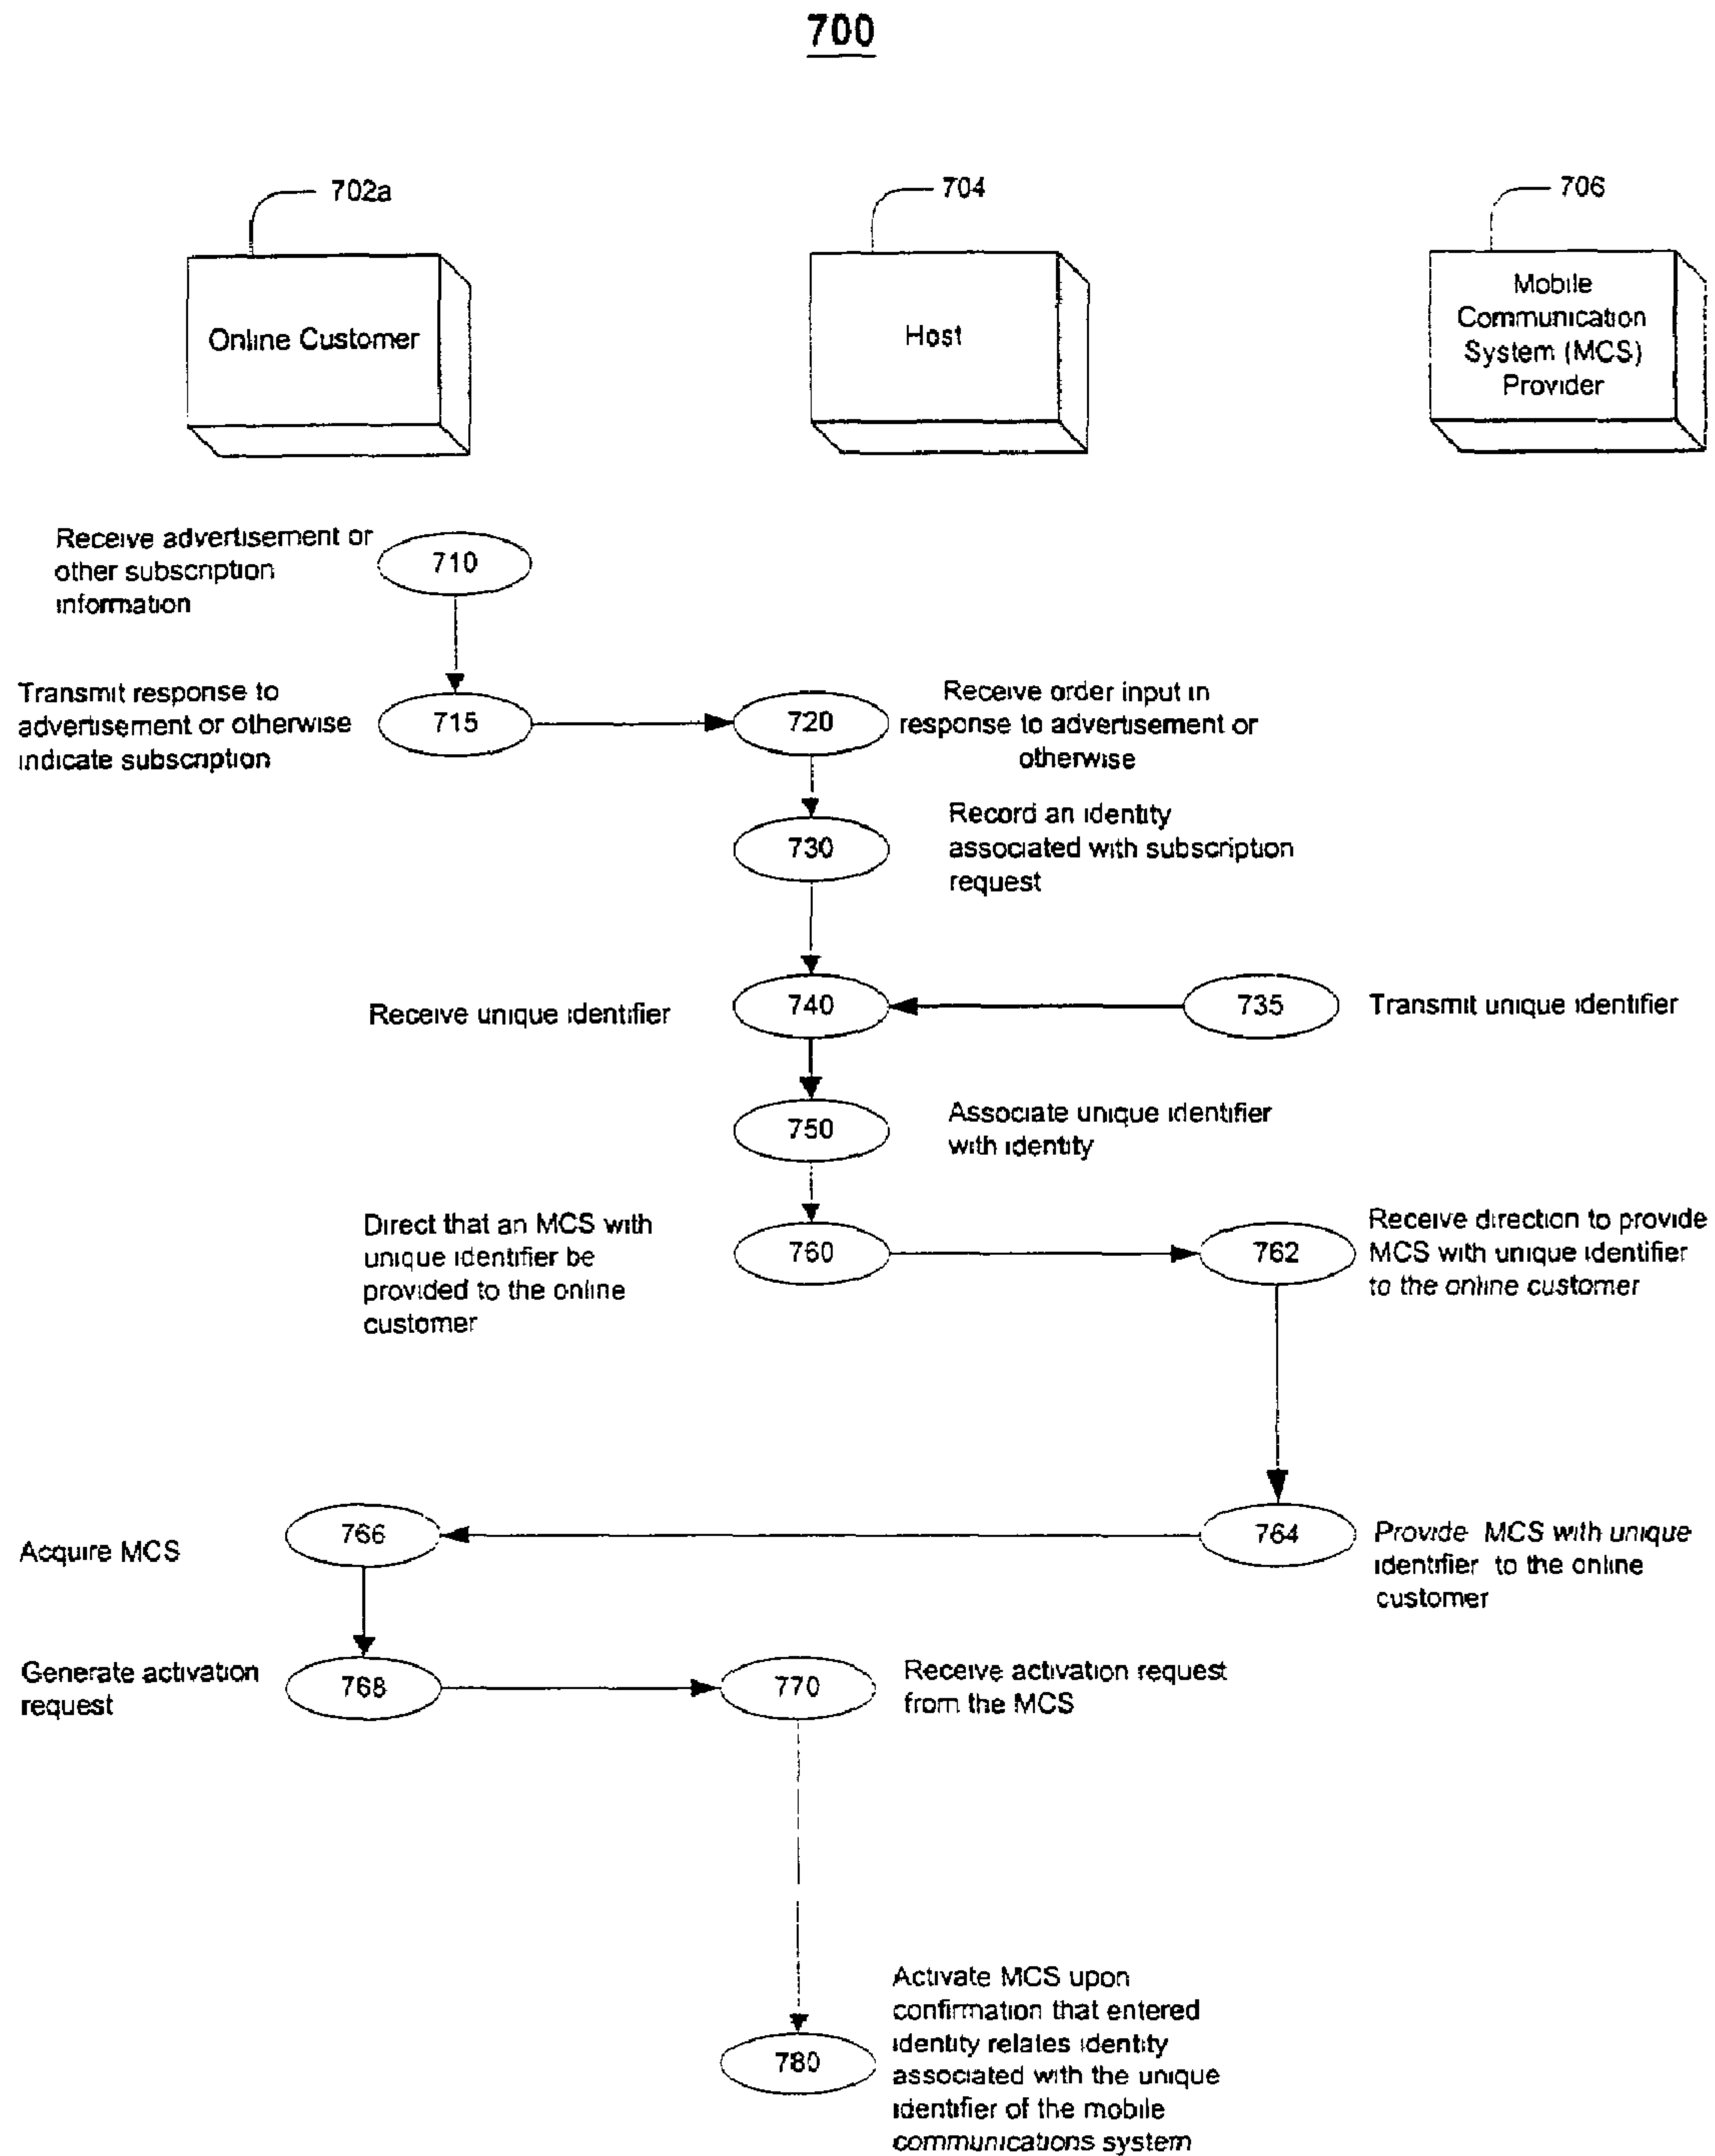 700
702a
704
706
Online Customer
Host
Mobile
Communication
System (MCS)
Provider
Receive advertisement or
other subscription
information
710
Transmit response to
advertisement or otherwise
indicate subscription
715
720
Receive order input in
response to advertisement or
otherwise
730
Record an identity
associated with subscription
request
Receive unique identifier
740
735
Transmit unique identifier
750
Associate unique identifier
with identity
Direct that an MCS with
unique identifier be
provided to the online
customer
760
762
Receive direction to provide
MCS with unique identifier
to the online customer
Acquire MCS
766
764
Provide MCS with unique
identifier to the online
customer
Generate activation
request
768
770
Receive activation request
from the MCS
780
Activate MCS upon
confirmation that entered
identity relates identity
associated with the unique
identifier of the mobile
communications system